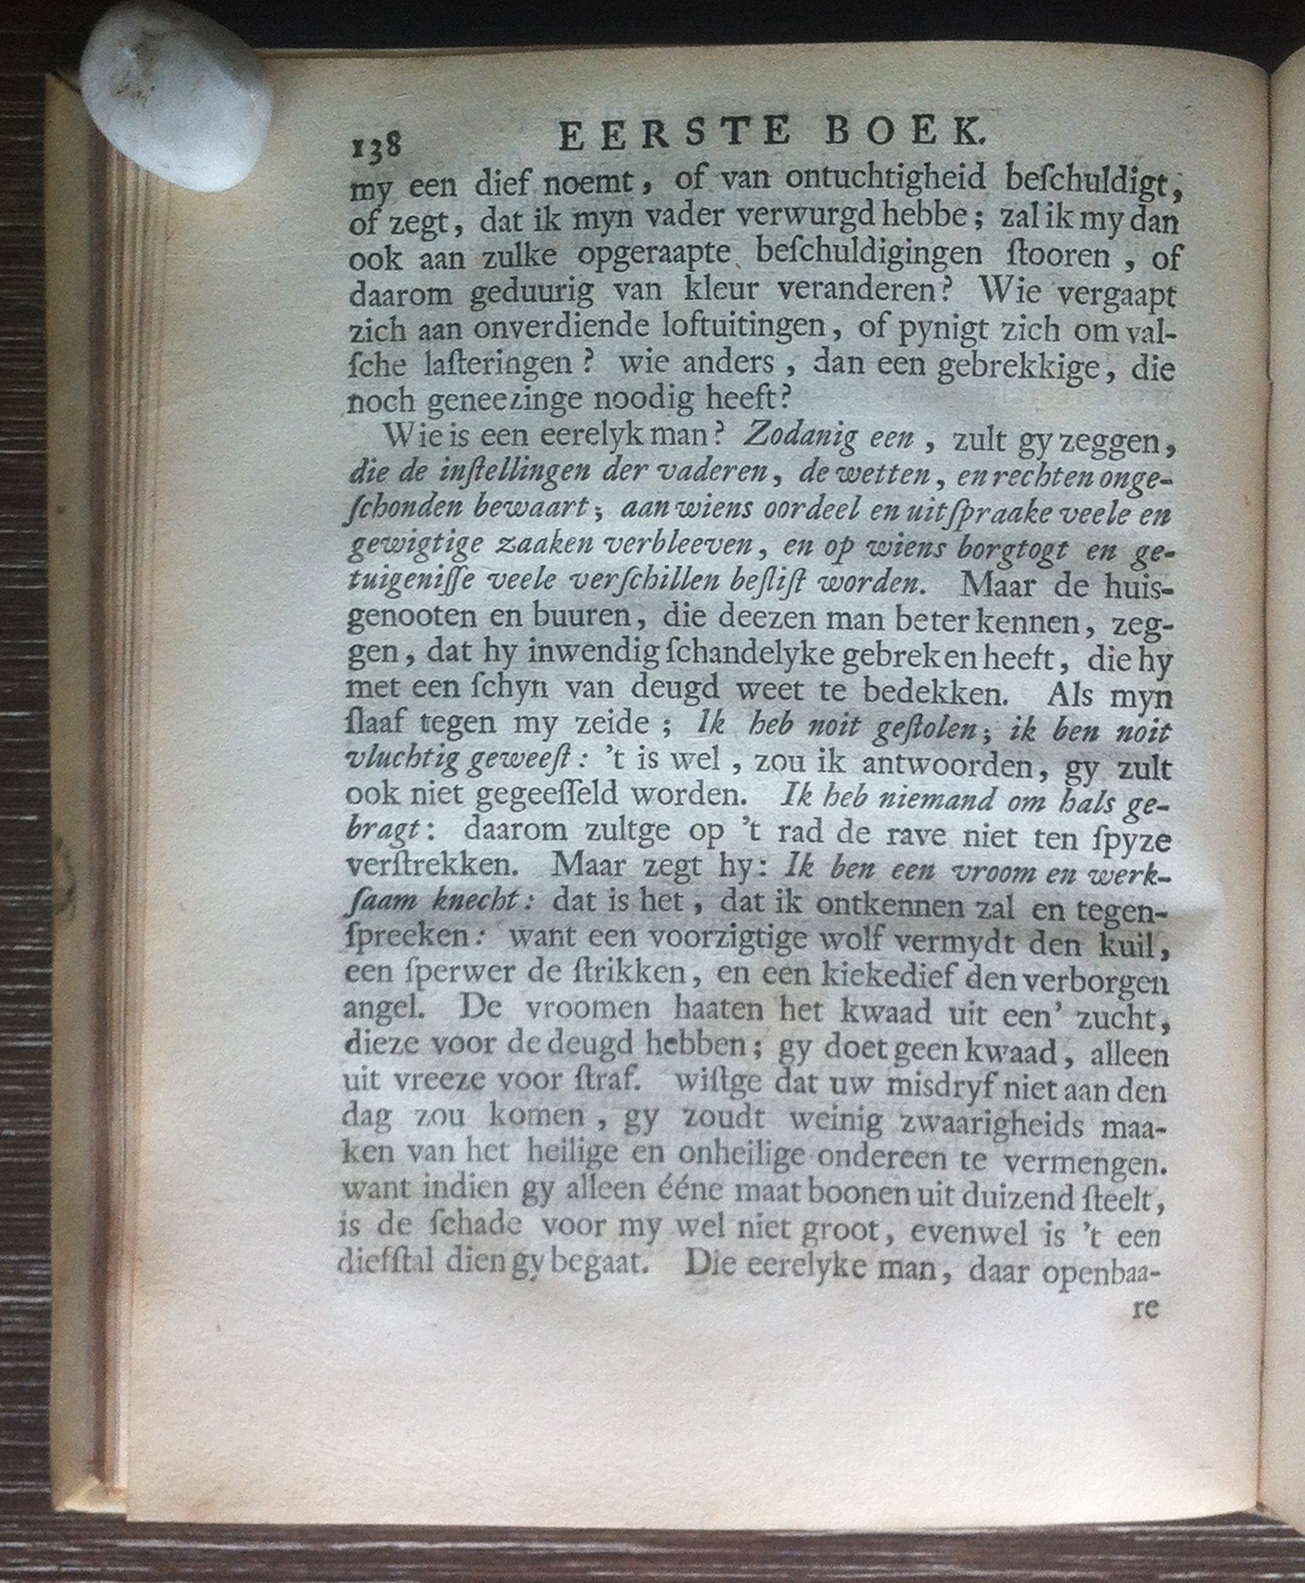 138 EERSTE BOEK.
my een dief noemt, of van ontuchtigheid beſchuldigt,
of zegt, dat ik myn vader verwurgd hebbe; zal ik my dan
ook aan zulke opgeraapte beſchuldigingen ſtooren, of
daarom geduurig van kleur veranderen? Wie vergaapt
zich aan onverdiende loftuitingen, of pynigt zich om val-
ſche laſteringen? wie anders, dan een gebrekkige, die
noch geneezinge noodig heeft?
Wie is een eerelyk man? Zodanig een, zult gy zeggen,
die de inſtellingen der vaderen, de wetten, en rechten onge-
ſchonden bewaart; aan wiens oordeel en uitſpraake veele en
gewigtige zaaken verbleeven, en op wiens borgtogt en ge-
tuigeniſſe veele verſchillen beſliſt worden. Maar de huis-
genooten en buuren, die deezen man beter kennen, zeg-
gen, dat hy inwendig ſchandelyke gebreken heeft, die hy
met een ſchyn van deugd weet te bedekken. Als myn
ſlaaf tegen my zeide; Ik heb noit geſtolen; ik ben noit
vluchtig geweeſt: 't is wel, zou ik antwoorden, gy zult
ook niet gegeeſſeld worden. Ik heb niemand om hals ge-
bragt: daarom zultge op 't rad de rave niet ten ſpyze
verſtrekken. Maar zegt hy: Ik ben een vroom en werk-
ſaam knecht: dat is het, dat ik ontkennen zal en tegen-
ſpreeken: want een voorzigtige wolf vermydt den kuil,
een ſperwer de ſtrikken, en een kiekedief den verborgen
angel. De vroomen haaten het kwaad uit een' zucht,
dieze voor de deugd hebben; gy doet geen kwaad, alleen
uit vreeze voor ſtraf. wiſtge dat uw misdryf niet aan den
dag zou komen, gy zoudt weinig zwaarigheids maa-
ken van het heilige en onheilige ondereen te vermengen.
want indien gy alleen ééne maat boonen uit duizend ſteelt,
is de ſchade voor my wel niet groot, evenwel is 't een
diefſtal dien gy begaat. Die eerelyke man, daar openbaa-
re